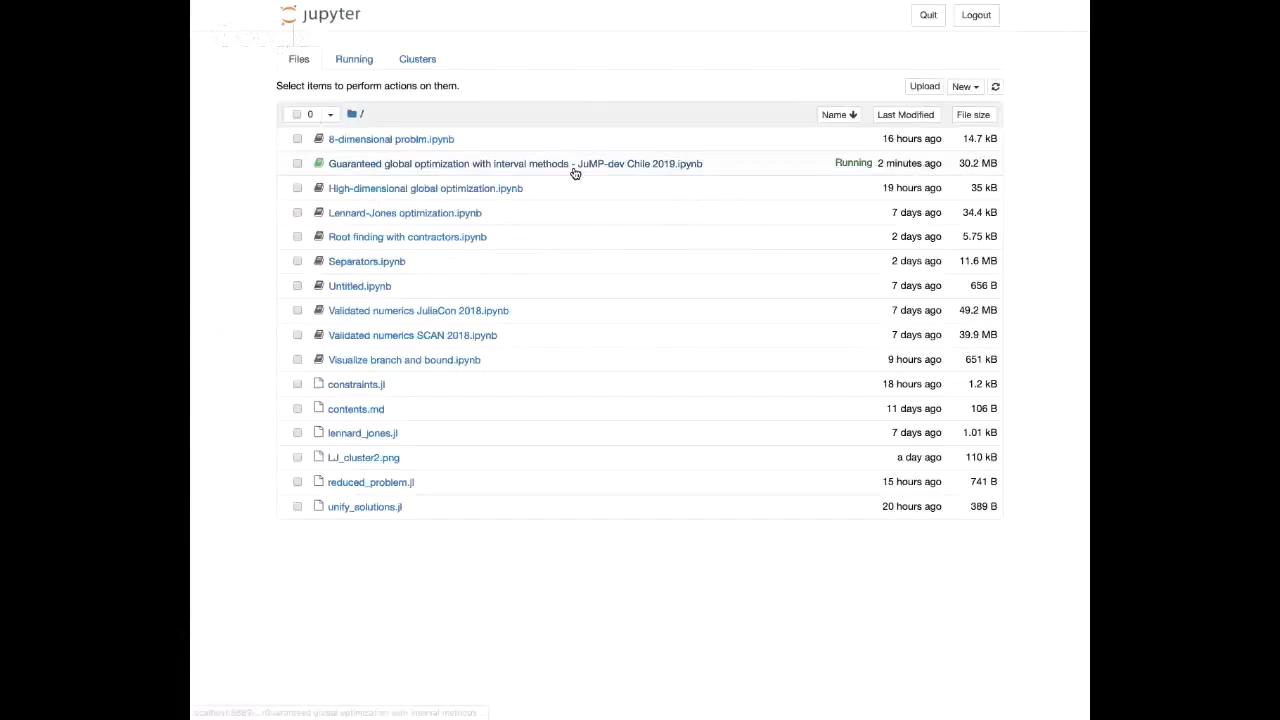 jupyter
Quit Logout
Files Running Clusters
Select items to perform actions on them.
Upload New
0 / Name Last Modified File size
8-dimensional problm.ipynb 16 hours ago 14.7 kB
Guaranteed global optimization with interval methods - JuMP-dev Chile 2019.ipynb Running 2 minutes ago 30.2 MB
High-dimensional global optimization.ipynb 19 hours ago 35 kB
Lennard-Jones optimization.ipynb 7 days ago 34.4 kB
Root finding with contractors.ipynb 2 days ago 5.75 kB
Separators.ipynb 2 days ago 11.6 MB
Untitled.ipynb 7 days ago 656 B
Validated numerics JuliaCon 2018.ipynb 7 days ago 49.2 MB
Validated numerics SCAN 2018.ipynb 7 days ago 39.9 MB
Visualize branch and bound.ipynb 9 hours ago 651 kB
constraints.jl 18 hours ago 1.2 kB
contents.md 11 days ago 106 B
lennard_jones.jl 7 days ago 1.01 kB
LJ_cluster2.png a day ago 110 kB
reduced_problem.jl 15 hours ago 741 B
unify_solutions.jl 20 hours ago 389 B